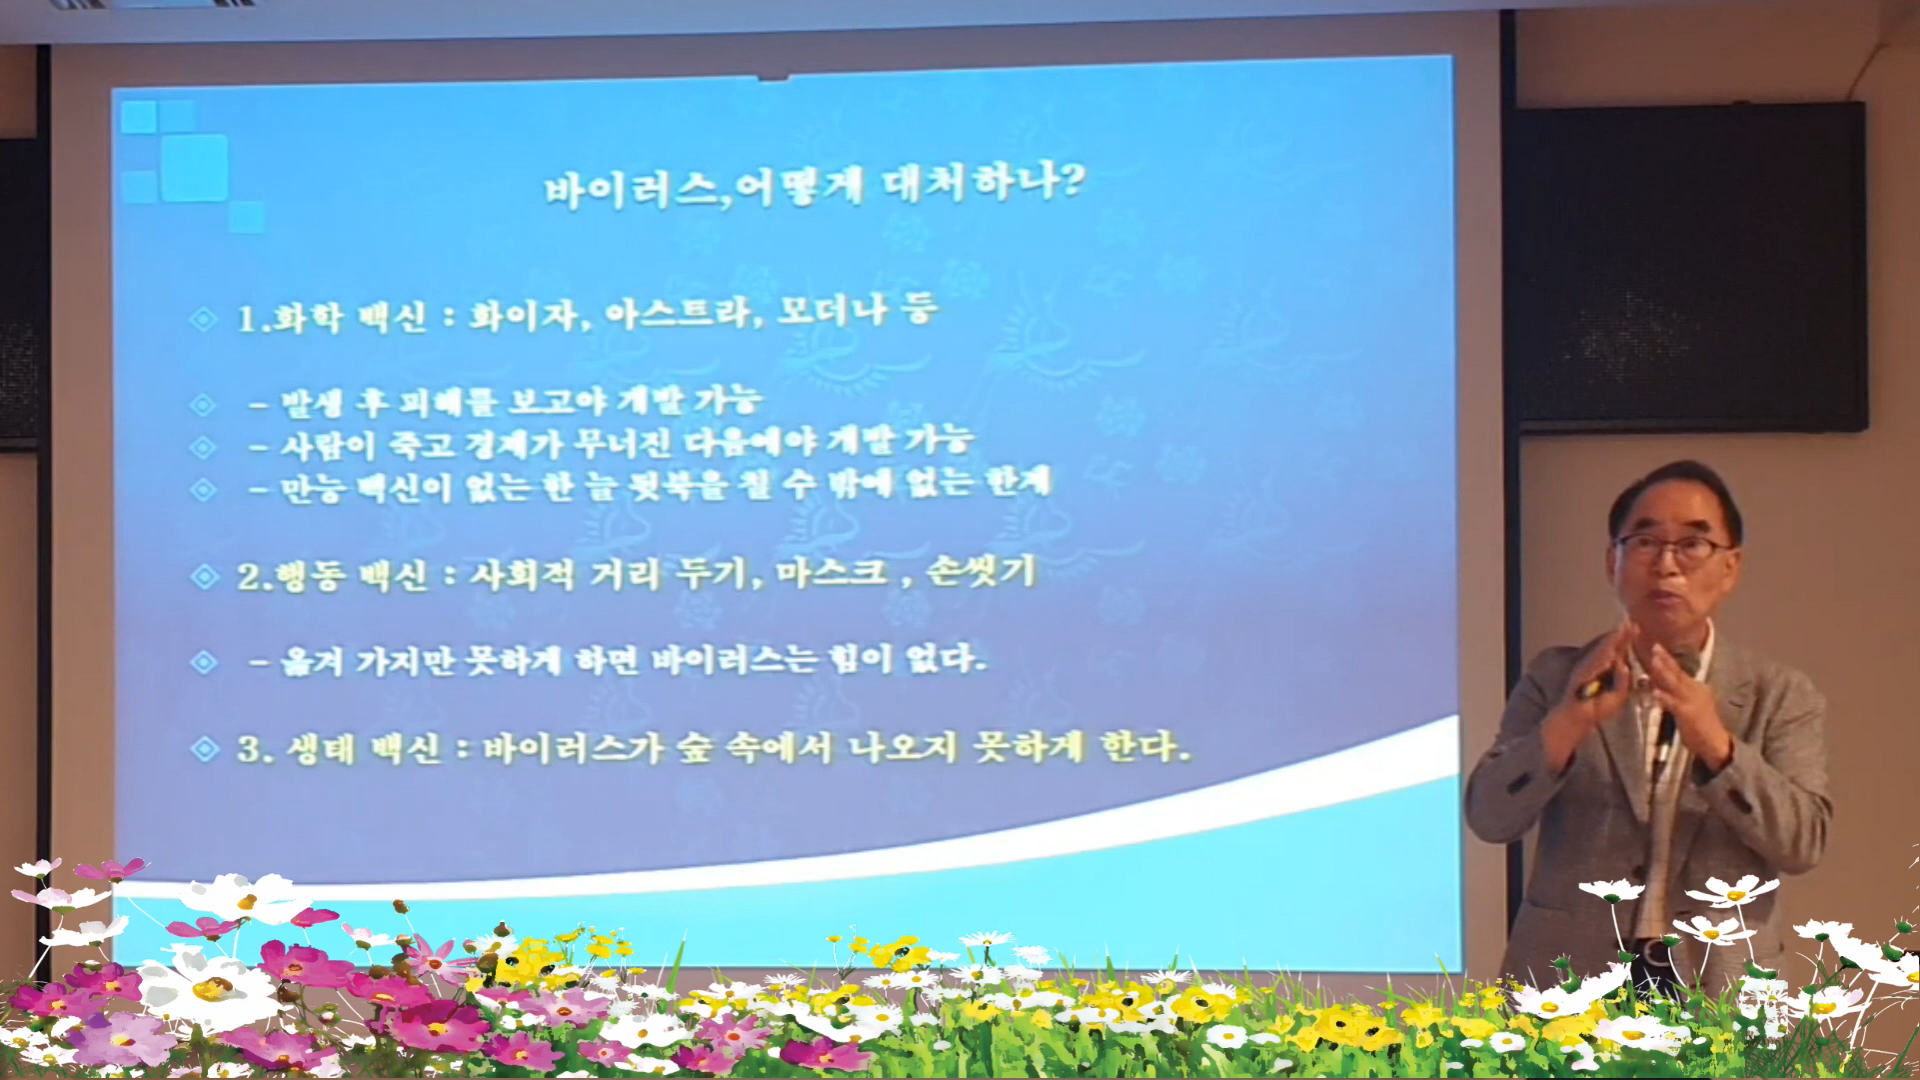 바이러스,어떻게 대처하나?
1.화학 백신 : 화이자, 아스트라, 모더나 등
- 발생 후 피해를 보고야 개발 가능
- 사람이 죽고 경제가 무너진 다음에야 개발 가능
- 만능 백신이 없는 한 늘 뒷북을 칠 수 밖에 없는 한계
2.행동 백신 : 사회적 거리 두기, 마스크 , 손씻기
- 옮겨 가지만 못하게 하면 바이러스는 힘이 없다.
3. 생태 백신 : 바이러스가 숲 속에서 나오지 못하게 한다.